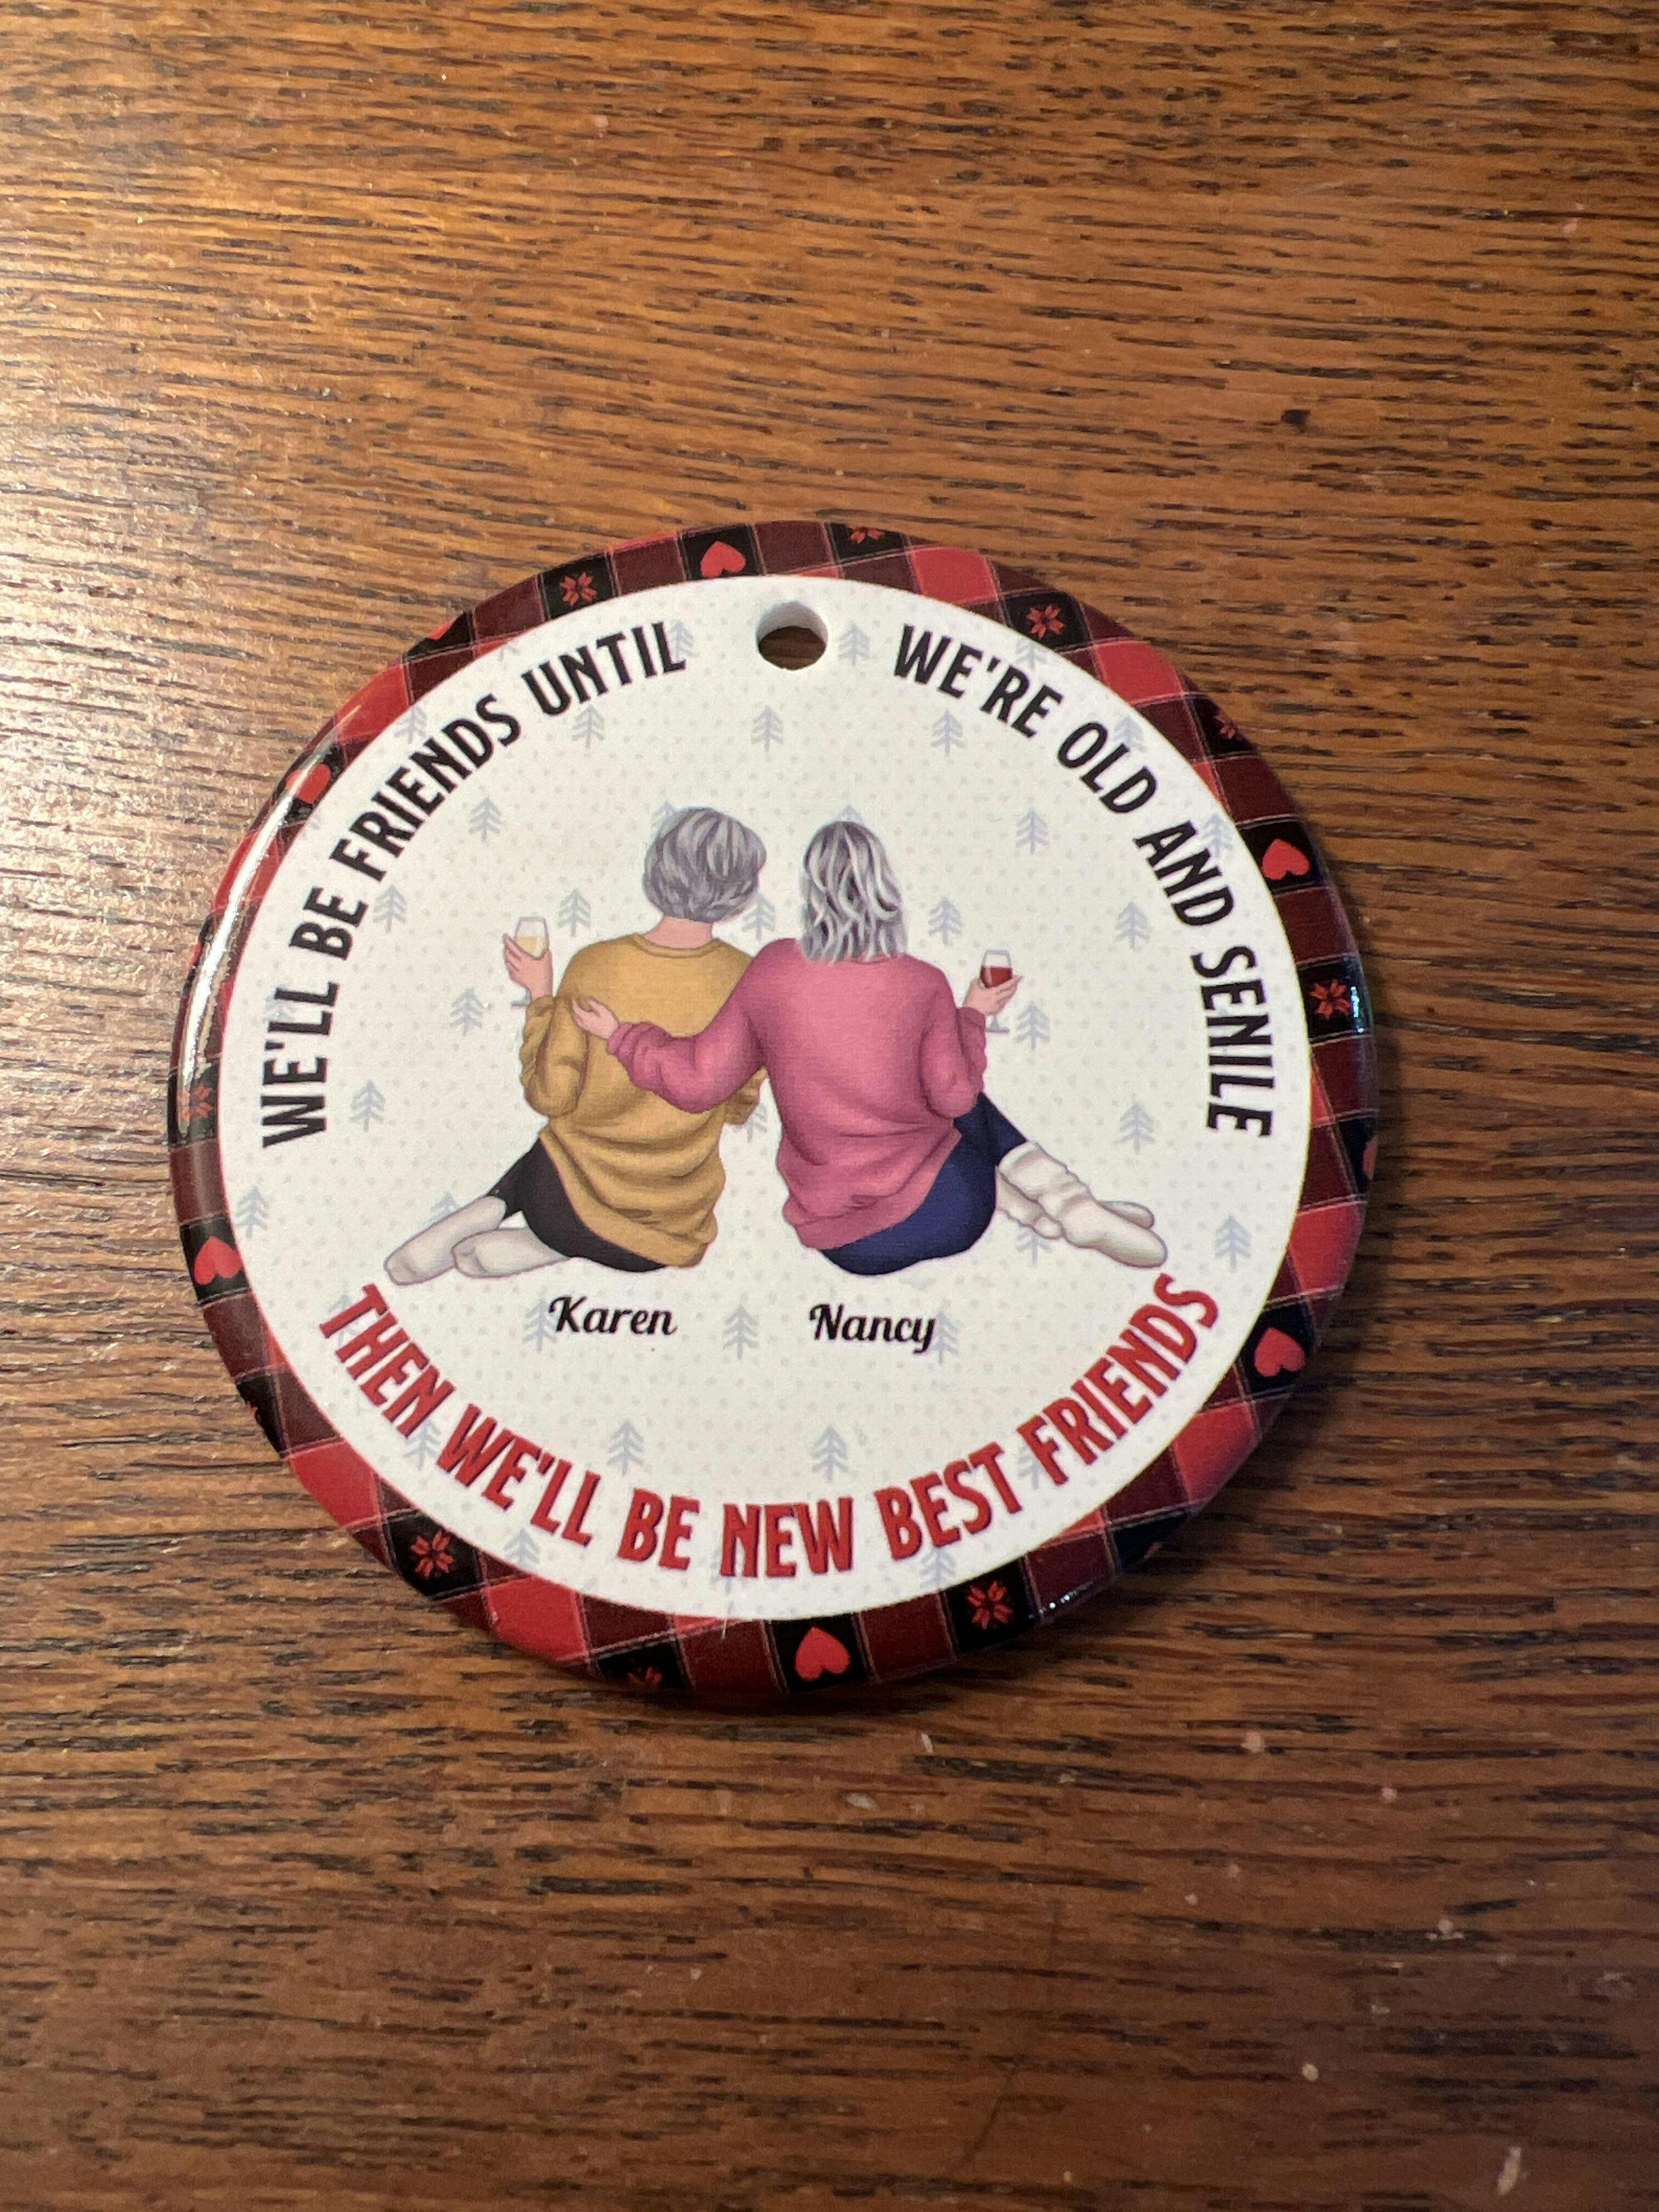 WE'LL BE FRIENDS UNTIL WE'RE OLD AND SENILE
Karen Nancy
THEN WE'LL BE NEW BEST FRIENDS